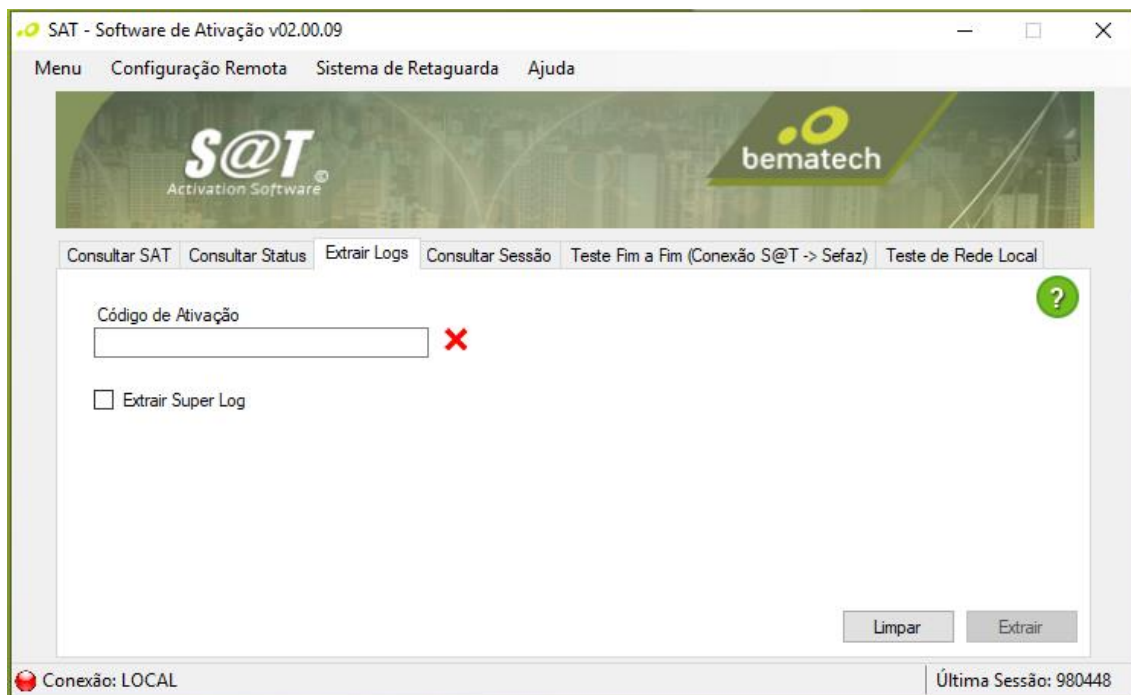 SAT - Software de Ativação v02.00.09
Menu Configuração Remota Sistema de Retaguarda Ajuda
S@T ©
Activation Software
bematech
Consultar SAT Consultar Status Extrair Logs Consultar Sessão Teste Fim a Fim (Conexão S@T -> Sefaz) Teste de Rede Local
?
Código de Ativação
Extrair Super Log
Limpar Extrair
Conexão: LOCAL Última Sessão: 980448